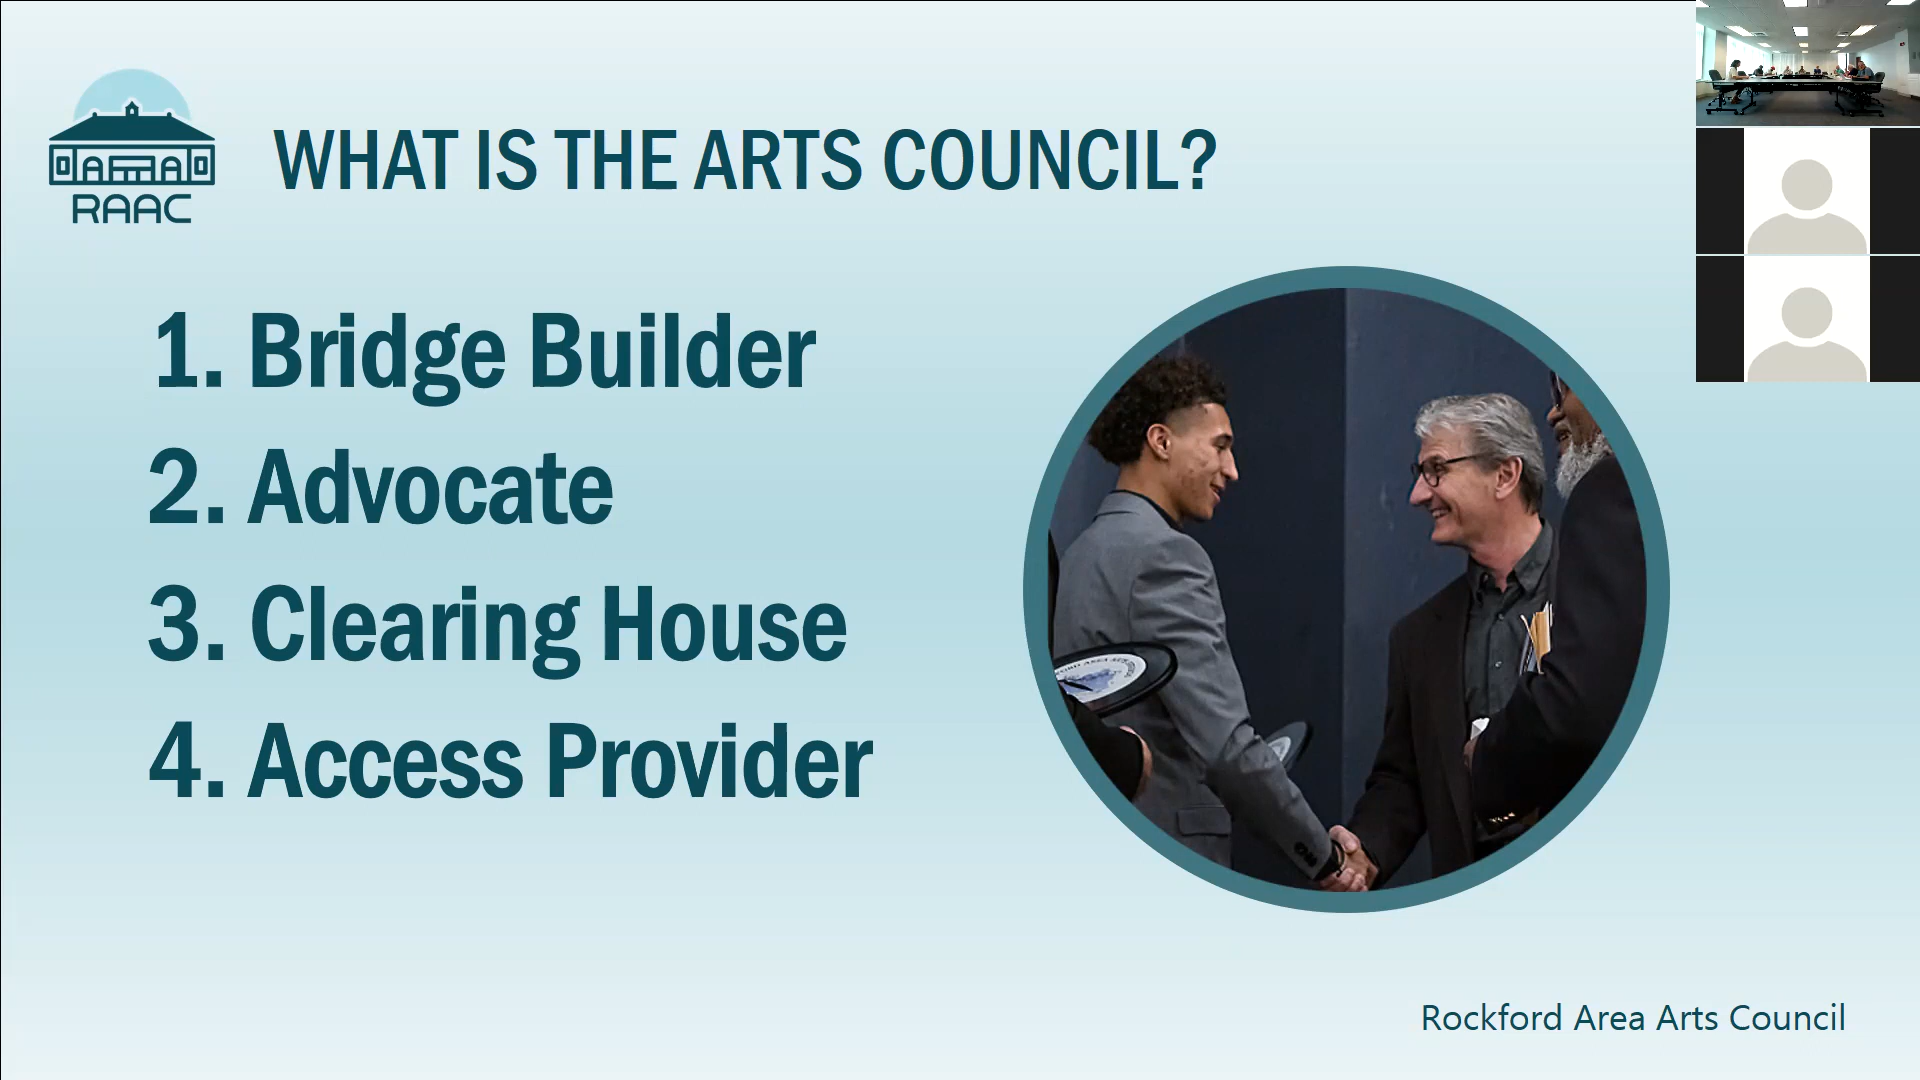 RAAC
WHAT IS THE ARTS COUNCIL?
1. Bridge Builder
2. Advocate
3. Clearing House
4. Access Provider
Rockford Area Arts Council